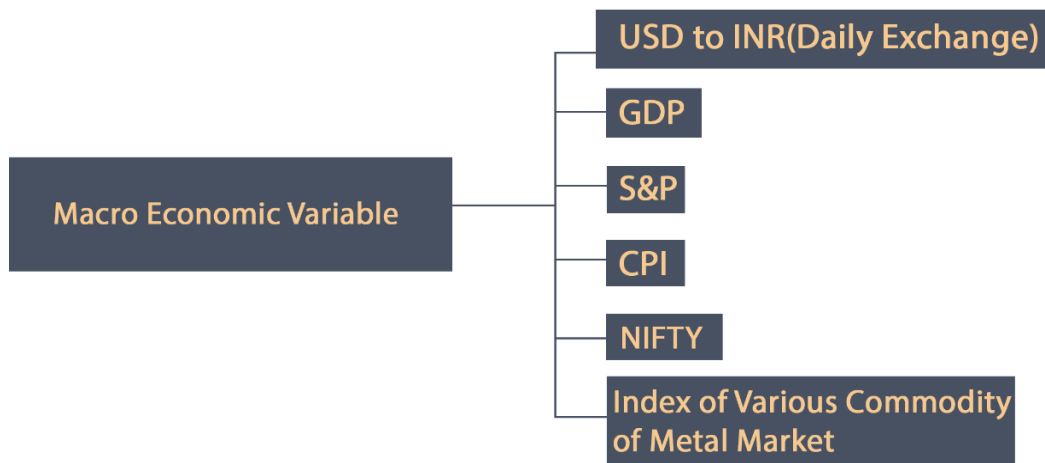 USD to INR(Daily Exchange)
GDP
S&P
Macro Economic Variable
CPI
NIFTY
Index of Various Commodity
of Metal Market